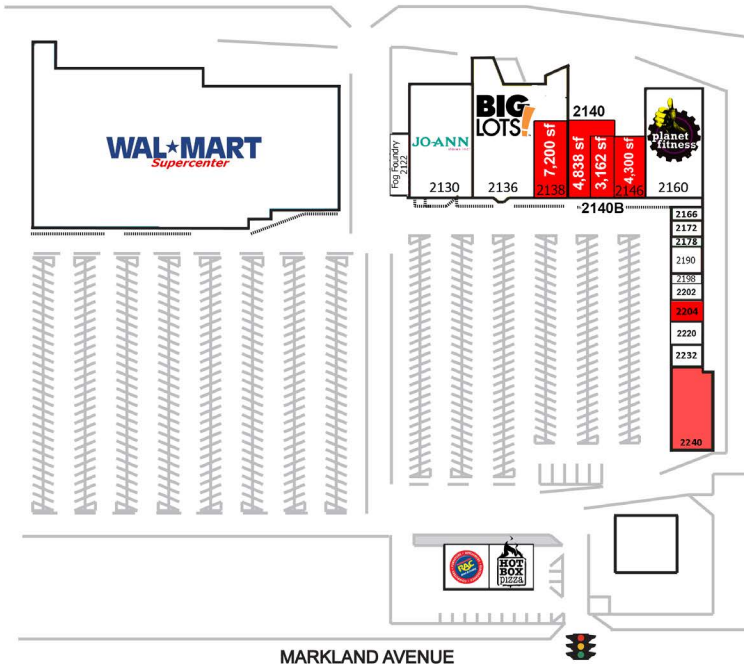 WAL★MART
Supercenter
Fog Foundry
2122
JO-ANN
2130
BIG
LOTS!
2136
7,200 sf
2138
2140
4,838 sf
3,162 sf
4,300 sf
2146
planet
fitness
2160
2140B
2166
2172
2178
2190
2198
2202
2204
2220
2232
2240
RAC
HOT
BOX
pizza
MARKLAND AVENUE